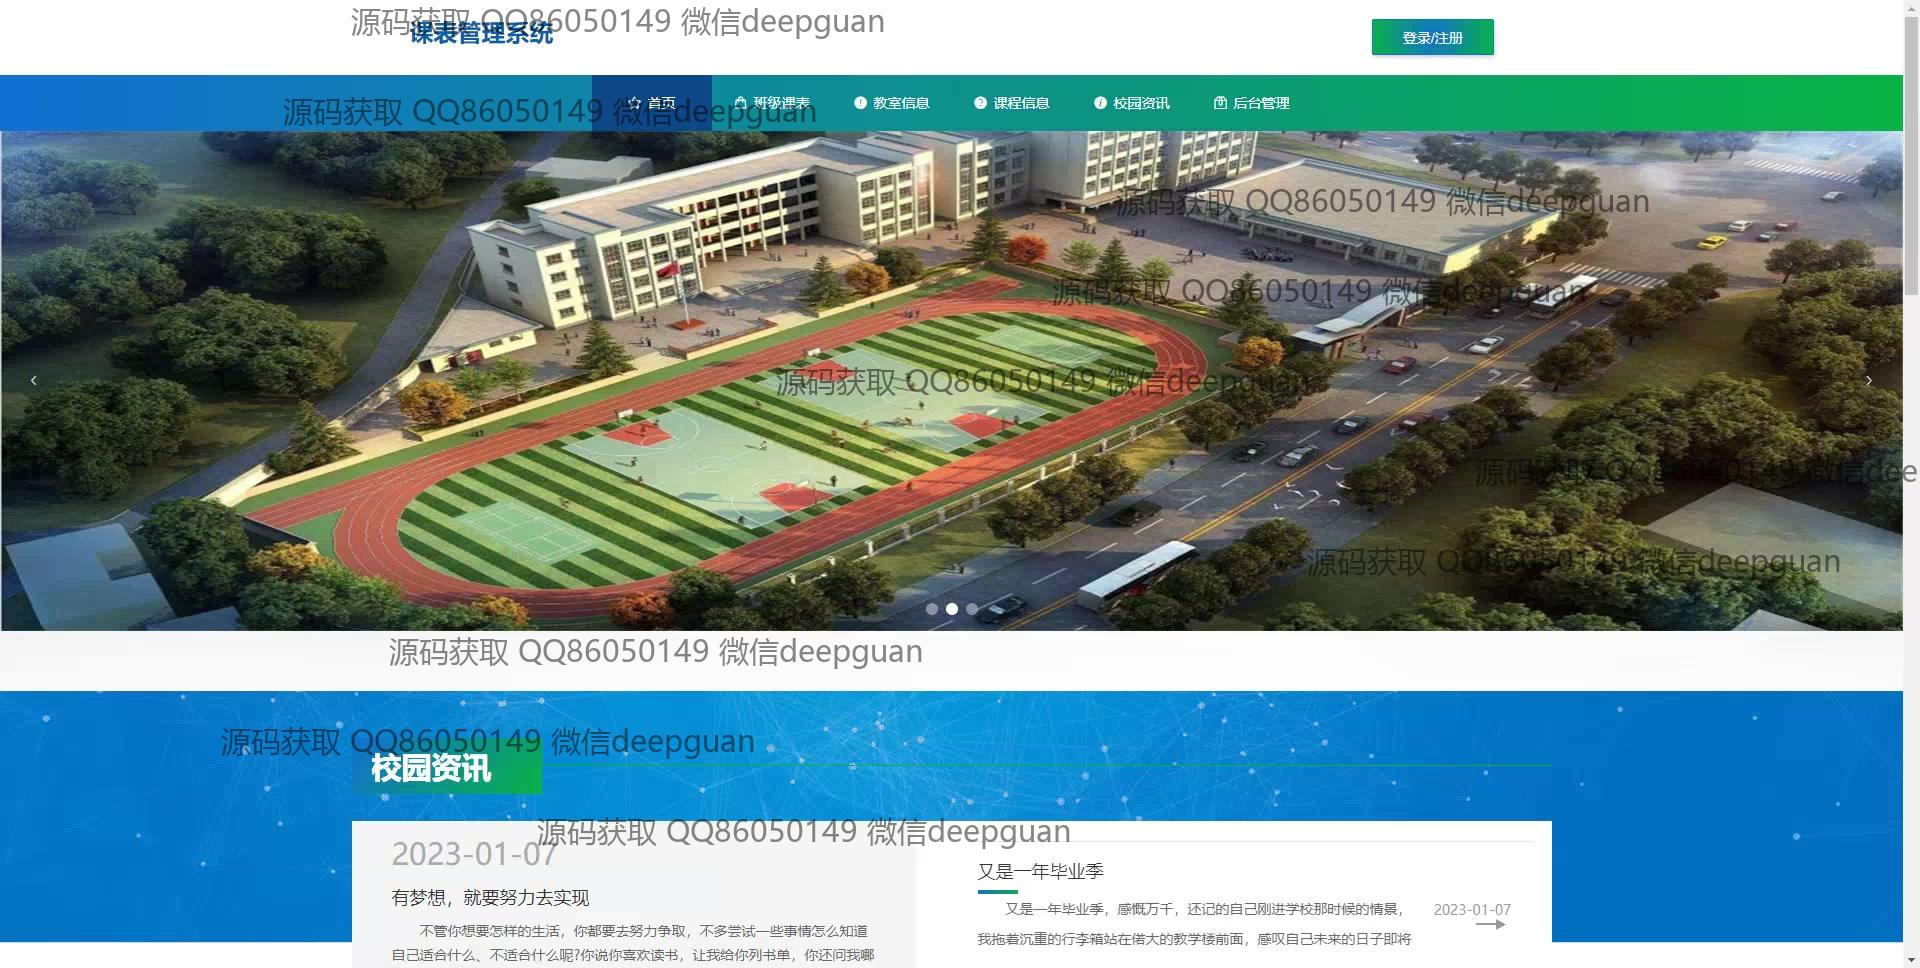 源码获取 QQ86050149 微信deepguan
课表管理系统
登录/注册
首页
班级课表
教室信息
课程信息
校园资讯
后台管理
源码获取 QQ86050149 微信deepguan
源码获取 QQ86050149 微信deepguan
源码获取 QQ86050149 微信deepguan
源码获取 QQ86050149 微信deepguan
源码获取 QQ86050149 微信deepguan
源码获取 QQ86050149 微信deepguan
源码获取 QQ86050149 微信deepguan
源码获取 QQ86050149 微信deepguan
校园资讯
源码获取 QQ86050149 微信deepguan
2023-01-07
有梦想，就要努力去实现
不管你想要怎样的生活，你都要去努力争取，不多尝试一些事情怎么知道
自己适合什么、不适合什么呢?你说你喜欢读书，让我给你列书单，你还问我哪
又是一年毕业季
又是一年毕业季，感慨万千，还记的自己刚进学校那时候的情景，
我拖着沉重的行李箱站在偌大的教学楼前面，感叹自己未来的日子即将
2023-01-07